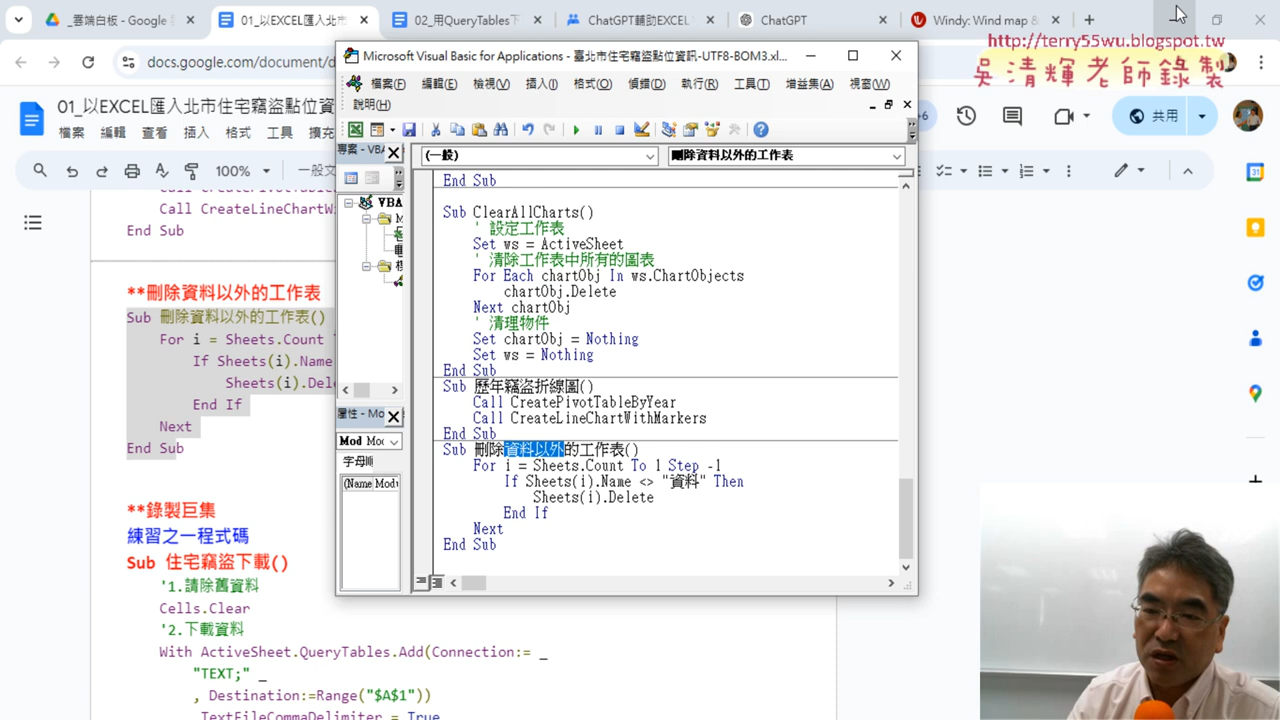 _雲端白板 - Google
01_以EXCEL匯入北市
02_用QueryTables下
ChatGPT輔助EXCEL
ChatGPT
Windy: Wind map &
http://terry55wu.blogspot.tw
吳清輝老師錄製
docs.google.com/document/d
01_以EXCEL匯入北市住宅竊盜點位資
檔案 編輯 查看 插入 格式 工具 擴充
共用
100%
一般文
Call CreateLineChartWi
End Sub
**刪除資料以外的工作表
Sub 刪除資料以外的工作表()
For i = Sheets.Count
If Sheets(i).Name
Sheets(i).Del
End If
Next
End Sub
**錄製巨集
練習之一程式碼
Sub 住宅竊盜下載()
'1.請除舊資料
Cells.Clear
'2.下載資料
With ActiveSheet.QueryTables.Add(Connection:= _
"TEXT;" _
, Destination:=Range("$A$1"))
.TextFileCommaDelimiter = True
Microsoft Visual Basic for Applications - 臺北市住宅竊盜點位資訊-UTF8-BOM3.xl...
檔案(F) 編輯(E) 檢視(V) 插入(I) 格式(O) 偵錯(D) 執行(R) 工具(T) 增益集(A) 視窗(W)
說明(H)
專案 - VBA
VBA
屬性 - Mo
Mod Moc
字母順
(Name Modu
(一般)
刪除資料以外的工作表
End Sub
Sub ClearAllCharts()
' 設定工作表
Set ws = ActiveSheet
' 清除工作表中所有的圖表
For Each chartObj In ws.ChartObjects
chartObj.Delete
Next chartObj
' 清理物件
Set chartObj = Nothing
Set ws = Nothing
End Sub
Sub 歷年竊盜折線圖()
Call CreatePivotTableByYear
Call CreateLineChartWithMarkers
End Sub
Sub 刪除資料以外的工作表()
For i = Sheets.Count To 1 Step -1
If Sheets(i).Name <> "資料" Then
Sheets(i).Delete
End If
Next
End Sub